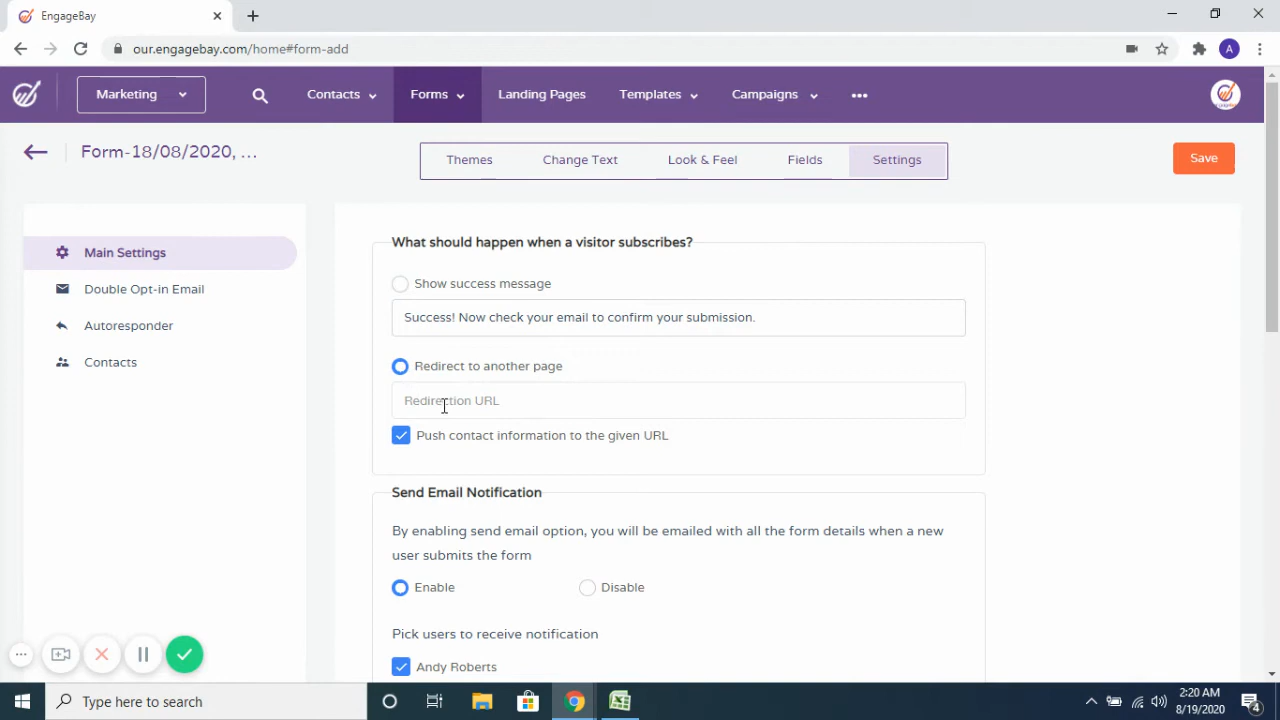 EngageBay
our.engagebay.com/home#form-add
A
Marketing
Contacts
Forms
Landing Pages
Templates
Campaigns
Form-18/08/2020, ...
Themes
Change Text
Look & Feel
Fields
Settings
Save
Main Settings
Double Opt-in Email
Autoresponder
Contacts
What should happen when a visitor subscribes?
Show success message
Success! Now check your email to confirm your submission.
Redirect to another page
Redirection URL
Push contact information to the given URL
Send Email Notification
By enabling send email option, you will be emailed with all the form details when a new
user submits the form
Enable
Disable
Pick users to receive notification
Andy Roberts
Type here to search
2:20 AM
8/19/2020
4